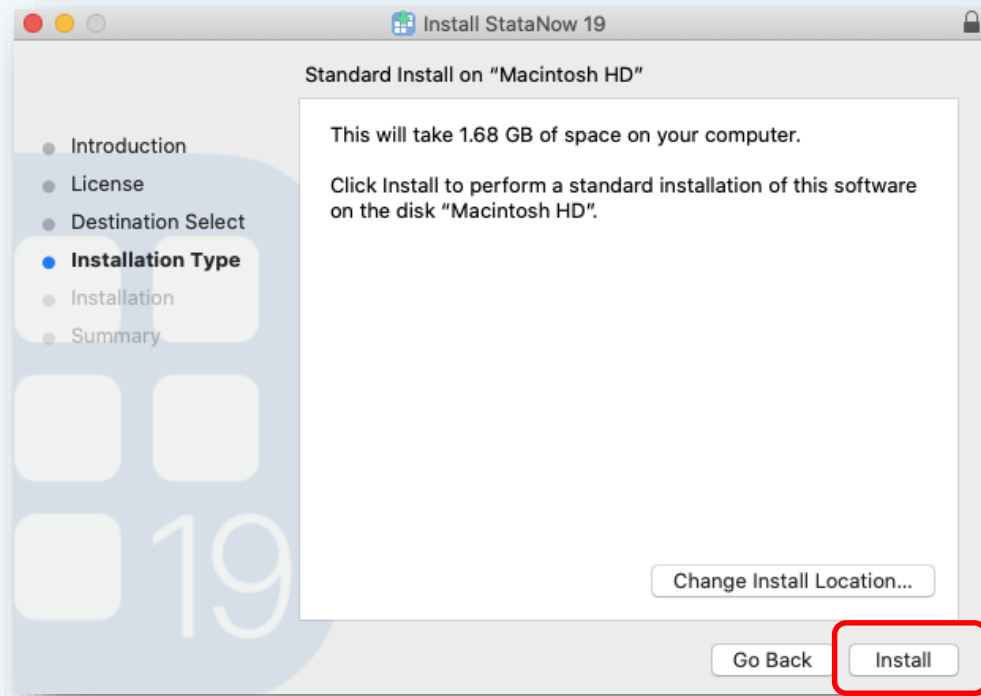 Install StataNow 19
Standard Install on “Macintosh HD”
Introduction
License
Destination Select
Installation Type
Installation
Summary
This will take 1.68 GB of space on your computer.
Click Install to perform a standard installation of this software
on the disk “Macintosh HD”.
19
Change Install Location...
Go Back
Install